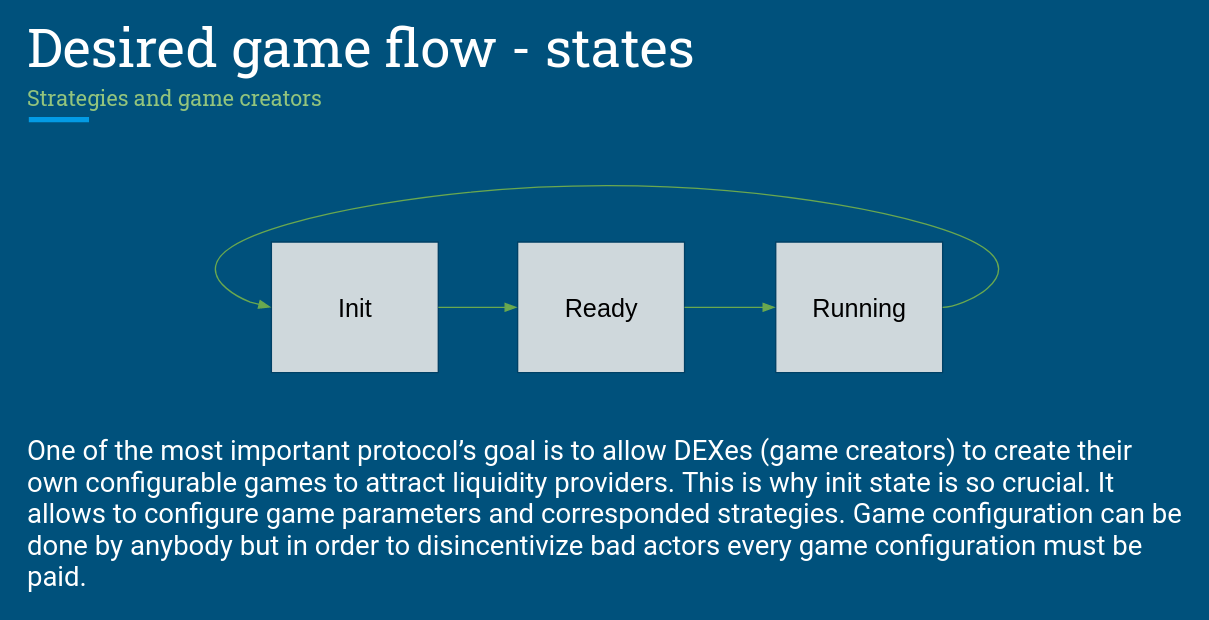 Desired game flow - states
Strategies and game creators
Init
Ready
Running
One of the most important protocol's goal is to allow DEXes (game creators) to create their
own configurable games to attract liquidity providers. This is why init state is so crucial. It
allows to configure game parameters and corresponded strategies. Game configuration can be
done by anybody but in order to disincentivize bad actors every game configuration must be
paid.